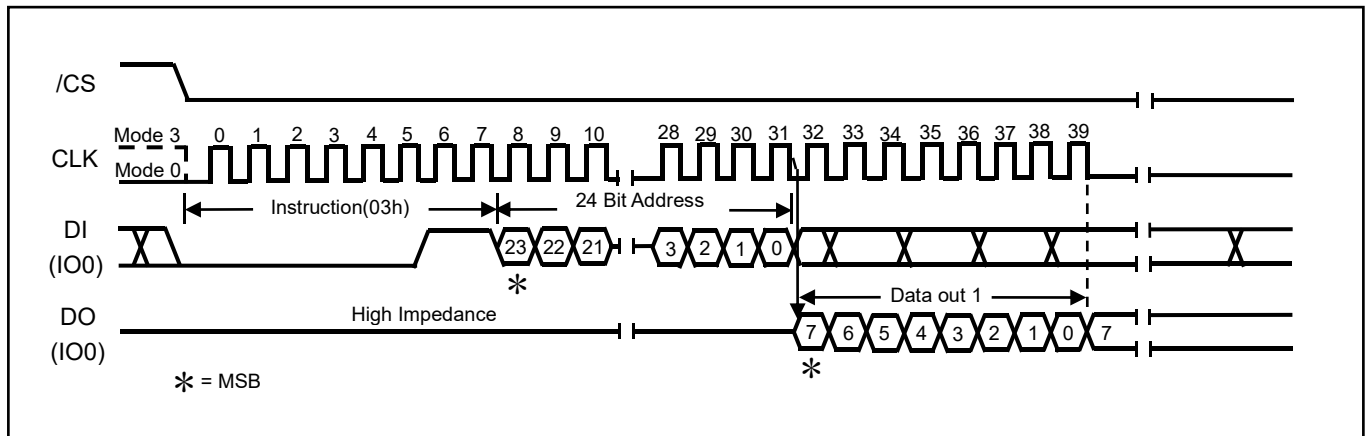 /CS
Mode 3 0 1 2 3 4 5 6 7 8 9 10 28 29 30 31 32 33 34 35 36 37 38 39
CLK
Mode 0
Instruction(03h) 24 Bit Address
DI
(IO0)
23 22 21 3 2 1 0
*
Data out 1
DO
(IO0)
High Impedance
7 6 5 4 3 2 1 0 7
*
* = MSB